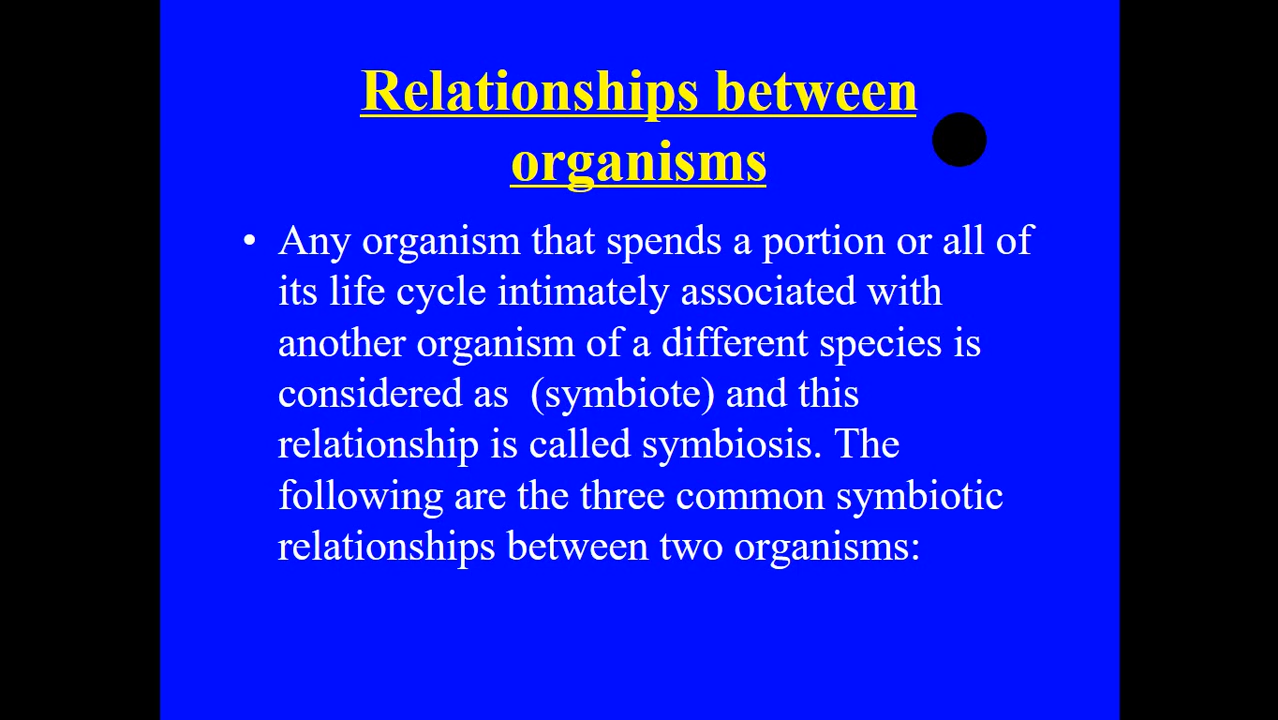 Relationships between
organisms
• Any organism that spends a portion or all of
its life cycle intimately associated with
another organism of a different species is
considered as  (symbiote) and this
relationship is called symbiosis. The
following are the three common symbiotic
relationships between two organisms: